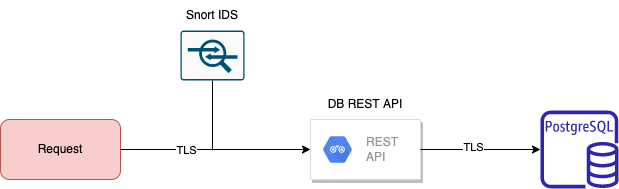 Snort IDS
DB REST API
Request
TLS
REST
API
TLS
PostgreSQL